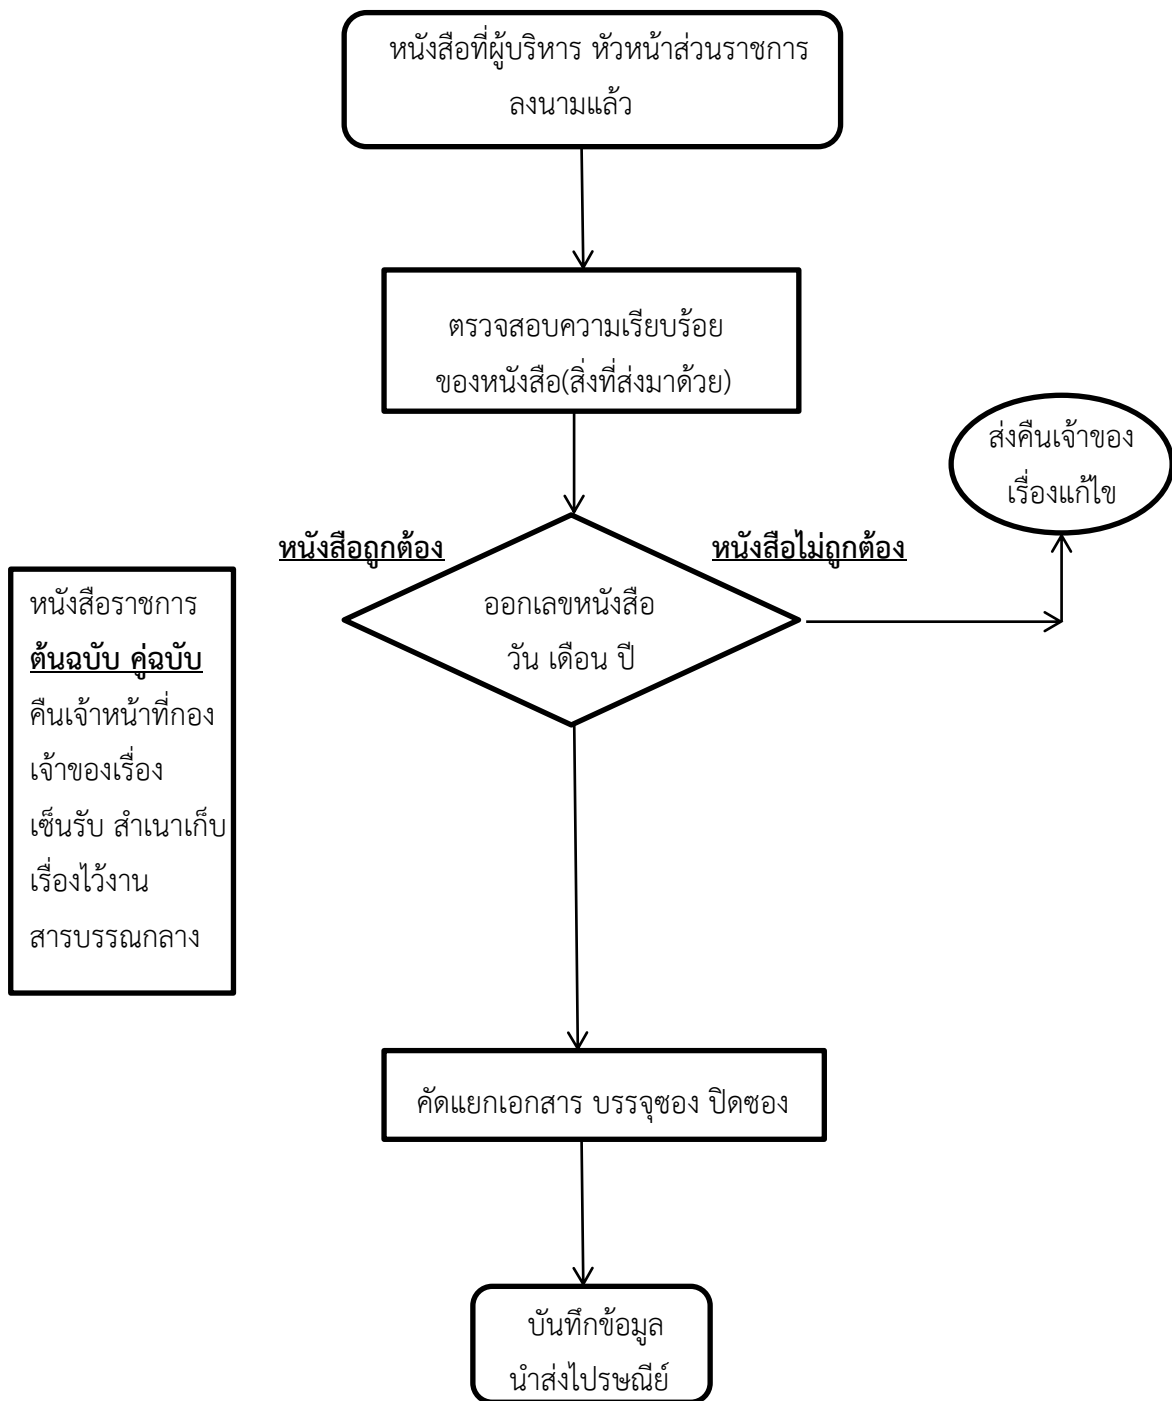 หนังสือที่ผู้บริหาร หัวหน้าส่วนราชการ
ลงนามแล้ว
ตรวจสอบความเรียบร้อย
ของหนังสือ(สิ่งที่ส่งมาด้วย)
ส่งคืนเจ้าของ
เรื่องแก้ไข
หนังสือถูกต้อง
หนังสือไม่ถูกต้อง
ออกเลขหนังสือ
วัน เดือน ปี
หนังสือราชการ
ต้นฉบับ คู่ฉบับ
คืนเจ้าหน้าที่กอง
เจ้าของเรื่อง
เซ็นรับ สำเนาเก็บ
เรื่องไว้งาน
สารบรรณกลาง
คัดแยกเอกสาร บรรจุซอง ปิดซอง
บันทึกข้อมูล
นำส่งไปรษณีย์